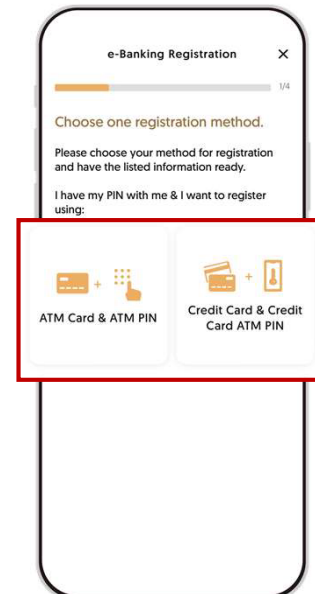 e-Banking Registration
1/4
Choose one registration method.
Please choose your method for registration
and have the listed information ready.
I have my PIN with me & I want to register
using:
ATM Card & ATM PIN
Credit Card & Credit
Card ATM PIN